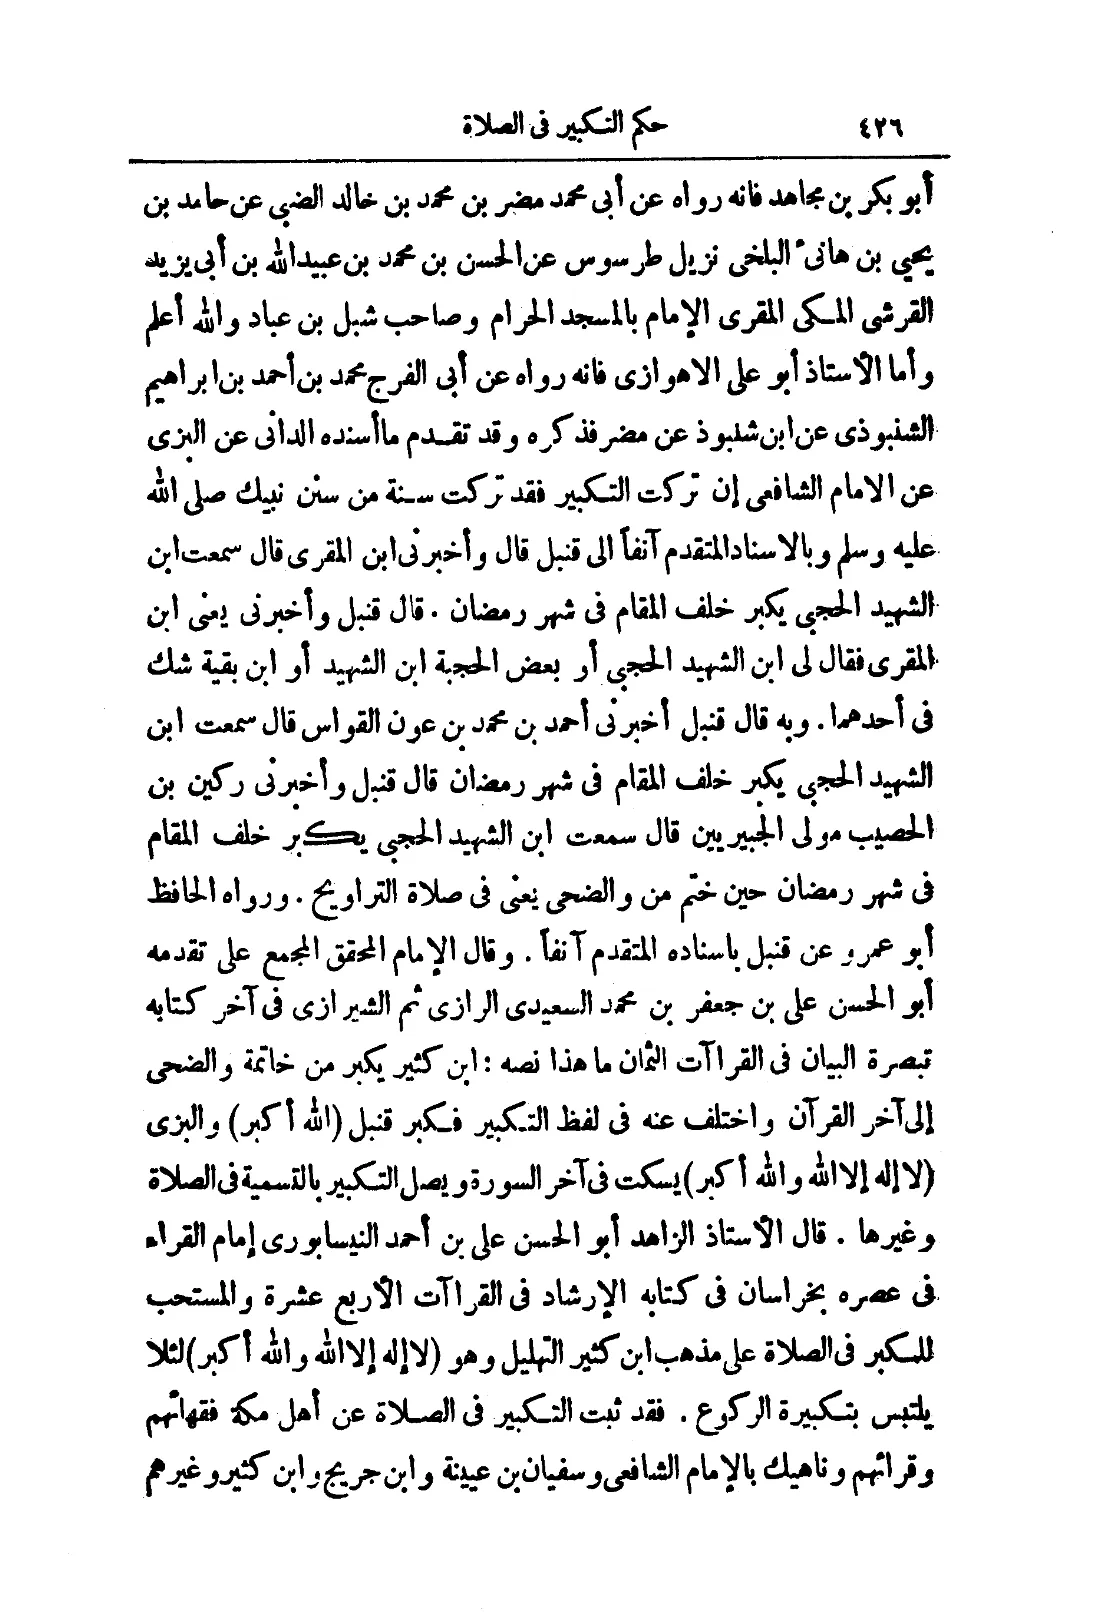 ٤٢٦ حكم التكبير فى الصلاة
أبو بكر بن مجاهد فانه رواه عن أبى محمد مضر بن محمد بن خالد الضبي عن حامد بن
يحيي بن هانىء البلخى نزيل طرسوس عن الحسن بن محمد بن عبيد الله بن أبى يزيد
القرشى المكى المقرى الإمام بالمسجد الحرام وصاحب شبل بن عباد والله أعلم
وأما الأستاذ أبو على الاهوازى فانه رواه عن أبى الفرج محمد بن أحمد بن ابراهيم
الشنبوذى عن ابن شنبوذ عن مضر فذكره وقد تقدم ماأسنده الدانى عن البزى
عن الامام الشافعى إن تركت التكبير فقد تركت سنة من سنن نبيك صلى الله
عليه وسلم وبالاسناد المتقدم آنفاً الى قنبل قال وأخبرنى ابن المقرى قال سمعت ابن
الشهيد الحجبي يكبر خلف المقام فى شهر رمضان . قال قنبل وأخبرنى يعنى ابن
المقرى فقال لى ابن الشهيد الحجبي أو بعض الحجبة ابن الشهيد أو ابن بقية شك
فى أحدهما . وبه قال قنبل أخبرنى أحمد بن محمد بن عون القواس قال سمعت ابن
الشهيد الحجبي يكبر خلف المقام فى شهر رمضان قال قنبل وأخبرنى ركين بن
الحصيب مولى الجبيريين قال سمعت ابن الشهيد الحجبي يكبر خلف المقام
فى شهر رمضان حين ختم من والضحى يعنى فى صلاة التراويح . ورواه الحافظ
أبو عمرو عن قنبل باسناده المتقدم آنفاً . وقال الإمام المحقق المجمع على تقدمه
أبو الحسن على بن جعفر بن محمد السعيدى الرازى ثم الشيرازى فى آخر كتابه
تبصرة البيان فى القراآت الثمان ما هذا نصه : ابن كثير يكبر من خاتمة والضحى
إلى آخر القرآن واختلف عنه فى لفظ التكبير فكبر قنبل (الله أكبر) والبزى
(لا إله إلا الله والله أكبر) يسكت فى آخر السورة ويصل التكبير بالتسمية فى الصلاة
وغيرها . قال الأستاذ الزاهد أبو الحسن على بن أحمد النيسابورى إمام القراء
فى عصره بخراسان فى كتابه الإرشاد فى القراآت الأربع عشرة والمستحب
للمكبر فى الصلاة على مذهب ابن كثير التهليل وهو (لا إله إلا الله والله أكبر) لئلا
يلتبس بتكبيرة الركوع . فقد ثبت التكبير فى الصلاة عن أهل مكة فقهائهم
وقرائهم وناهيك بالإمام الشافعى وسفيان بن عيينة وابن جريج وابن كثير وغيرهم